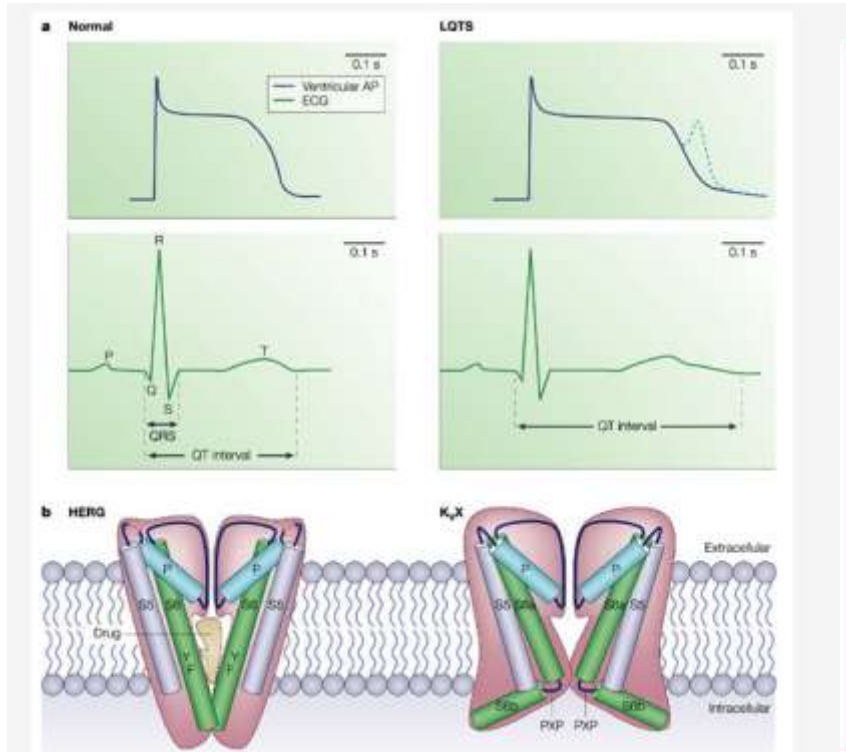 a Normal
LQTS
0.1 s
0.1 s
Ventricular AP
ECG
0.1 s
0.1 s
R
P
T
Q
S
QRS
QT interval
QT interval
b HERG
KVX
Extracellular
P
P
P
P
S5
S6
S6
S5
S5
S6a
S6a
S5
Drug
Y
F
Y
F
S6b
S6b
Intracellular
PXP
PXP